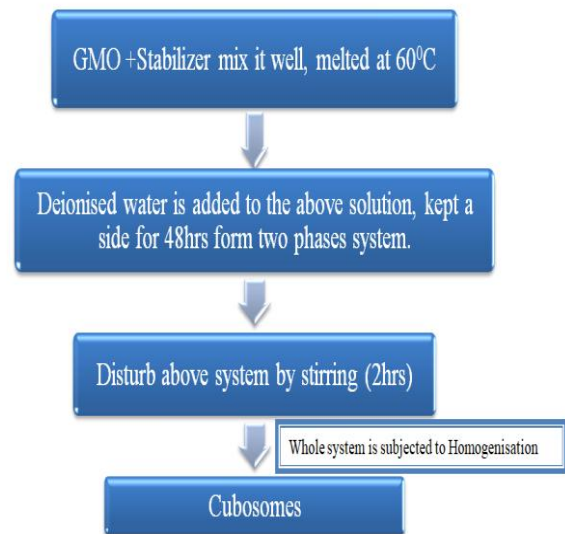 GMO +Stabilizer mix it well, melted at 60⁰C
Deionised water is added to the above solution, kept a
side for 48hrs form two phases system.
Disturb above system by stirring (2hrs)
Whole system is subjected to Homogenisation
Cubosomes